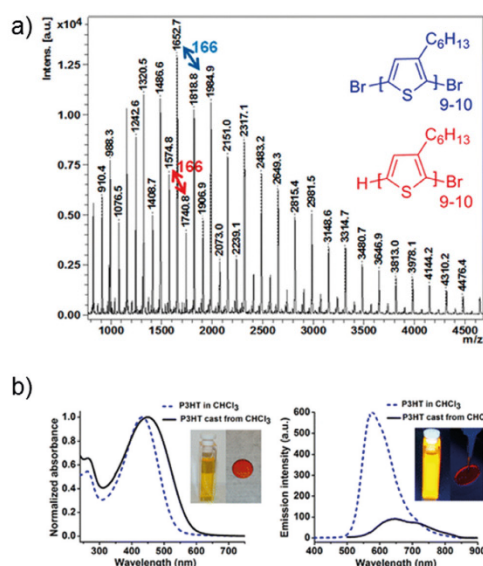 a)
Intens. [a.u.]
×10⁴
1.25
1.00
0.75
0.50
0.25
0.00
910.4
988.3
1076.5
1242.6
1320.5
1408.7
1486.6
1574.8
1652.7
1740.8
1818.8
1906.9
1984.9
2073.0
2151.0
2239.1
2317.1
2483.2
2649.3
2815.4
2981.5
3148.6
3314.7
3480.7
3646.9
3813.0
3978.1
4144.2
4310.2
4476.4
166
166
C₆H₁₃
Br
S
Br
9-10
C₆H₁₃
H
S
Br
9-10
1000 1500 2000 2500 3000 3500 4000 4500
m/z
b)
P3HT in CHCl₃
P3HT cast from CHCl₃
Normalized absorbance
1.0
0.8
0.6
0.4
0.2
0.0
300 400 500 600 700
Wavelength (nm)
P3HT in CHCl₃
P3HT cast from CHCl₃
Emission intensity (a.u.)
600
500
400
300
200
100
0
400 500 600 700 800 900
Wavelength (nm)